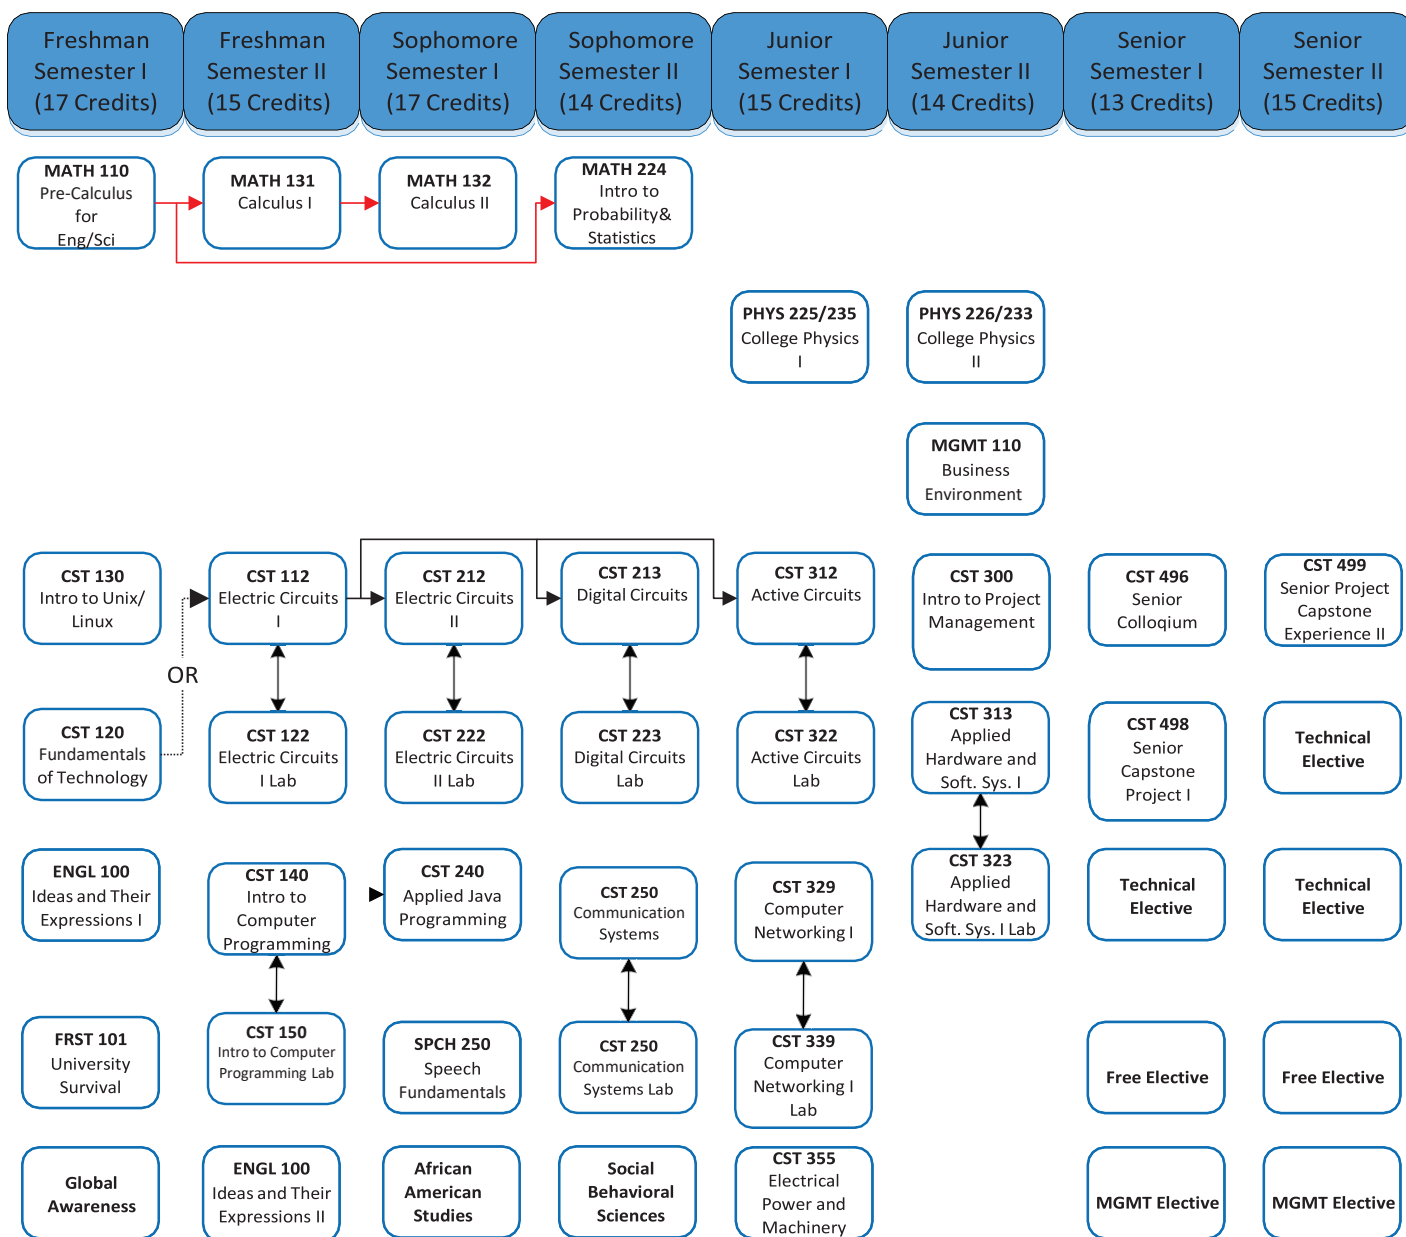 Freshman
Semester I
(17 Credits)
Freshman
Semester II
(15 Credits)
Sophomore
Semester I
(17 Credits)
Sophomore
Semester II
(14 Credits)
Junior
Semester I
(15 Credits)
Junior
Semester II
(14 Credits)
Senior
Semester I
(13 Credits)
Senior
Semester II
(15 Credits)
MATH 110
Pre-Calculus
for
Eng/Sci
MATH 131
Calculus I
MATH 132
Calculus II
MATH 224
Intro to
Probability&
Statistics
PHYS 225/235
College Physics
I
PHYS 226/233
College Physics
II
MGMT 110
Business
Environment
CST 130
Intro to Unix/
Linux
CST 112
Electric Circuits
I
CST 212
Electric Circuits
II
CST 213
Digital Circuits
CST 312
Active Circuits
CST 300
Intro to Project
Management
CST 496
Senior
Colloqium
CST 499
Senior Project
Capstone
Experience II
OR
CST 120
Fundamentals
of Technology
CST 122
Electric Circuits
I Lab
CST 222
Electric Circuits
II Lab
CST 223
Digital Circuits
Lab
CST 322
Active Circuits
Lab
CST 313
Applied
Hardware and
Soft. Sys. I
CST 498
Senior
Capstone
Project I
Technical
Elective
ENGL 100
Ideas and Their
Expressions I
CST 140
Intro to
Computer
Programming
CST 240
Applied Java
Programming
CST 250
Communication
Systems
CST 329
Computer
Networking I
CST 323
Applied
Hardware and
Soft. Sys. I Lab
Technical
Elective
Technical
Elective
FRST 101
University
Survival
CST 150
Intro to Computer
Programming Lab
SPCH 250
Speech
Fundamentals
CST 250
Communication
Systems Lab
CST 339
Computer
Networking I
Lab
Free Elective
Free Elective
Global
Awareness
ENGL 100
Ideas and Their
Expressions II
African
American
Studies
Social
Behavioral
Sciences
CST 355
Electrical
Power and
Machinery
MGMT Elective
MGMT Elective